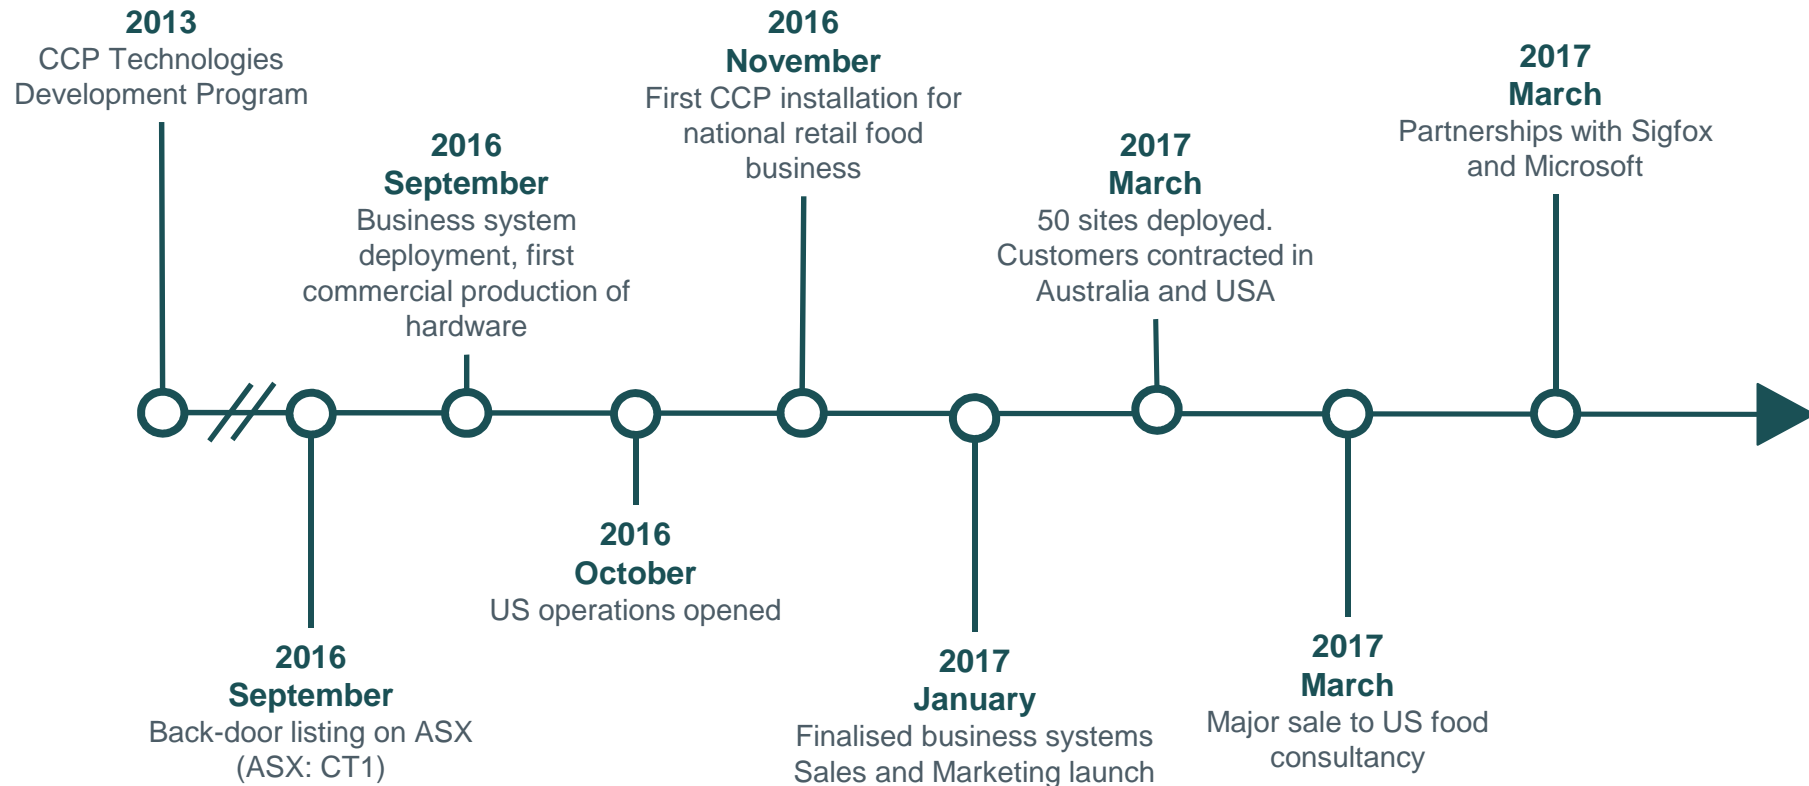 2013
CCP Technologies
Development Program
2016
September
Back-door listing on ASX
(ASX: CT1)
2016
September
Business system
deployment, first
commercial production of
hardware
2016
October
US operations opened
2016
November
First CCP installation for
national retail food
business
2017
January
Finalised business systems
Sales and Marketing launch
2017
March
50 sites deployed.
Customers contracted in
Australia and USA
2017
March
Major sale to US food
consultancy
2017
March
Partnerships with Sigfox
and Microsoft